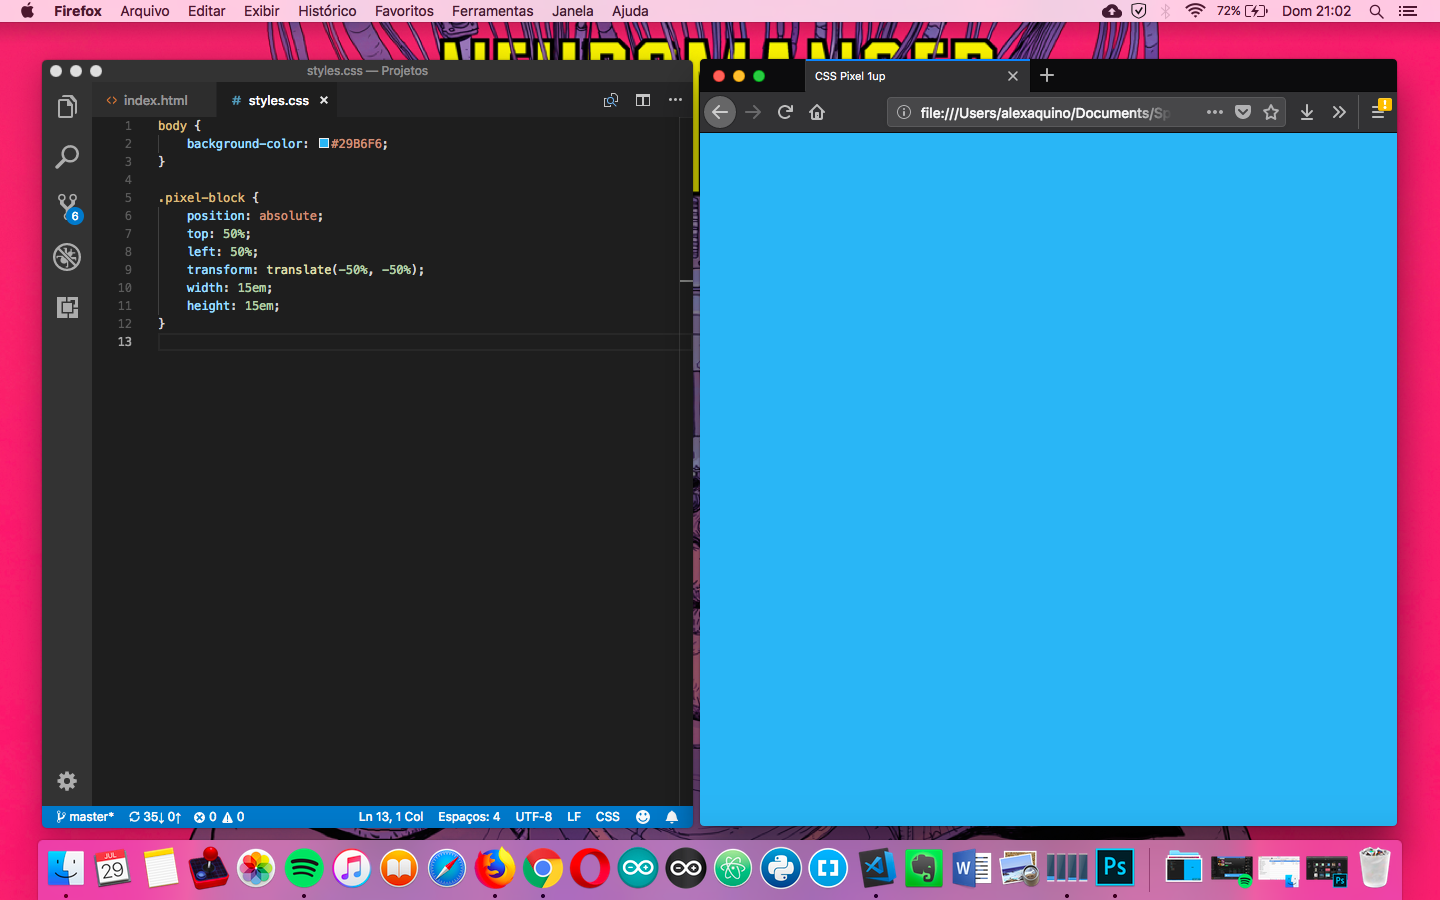 Firefox Arquivo Editar Exibir Histórico Favoritos Ferramentas Janela Ajuda 72% Dom 21:02
styles.css — Projetos
index.html # styles.css
1 body {
2 background-color: #29B6F6;
3 }
4
5 .pixel-block {
6 position: absolute;
7 top: 50%;
8 left: 50%;
9 transform: translate(-50%, -50%);
10 width: 15em;
11 height: 15em;
12 }
13
6
master* 35↓ 0↑ 0 0 Ln 13, 1 Col Espaços: 4 UTF-8 LF CSS
CSS Pixel 1up
file:///Users/alexaquino/Documents/Sp
JUL
29
W
Ps